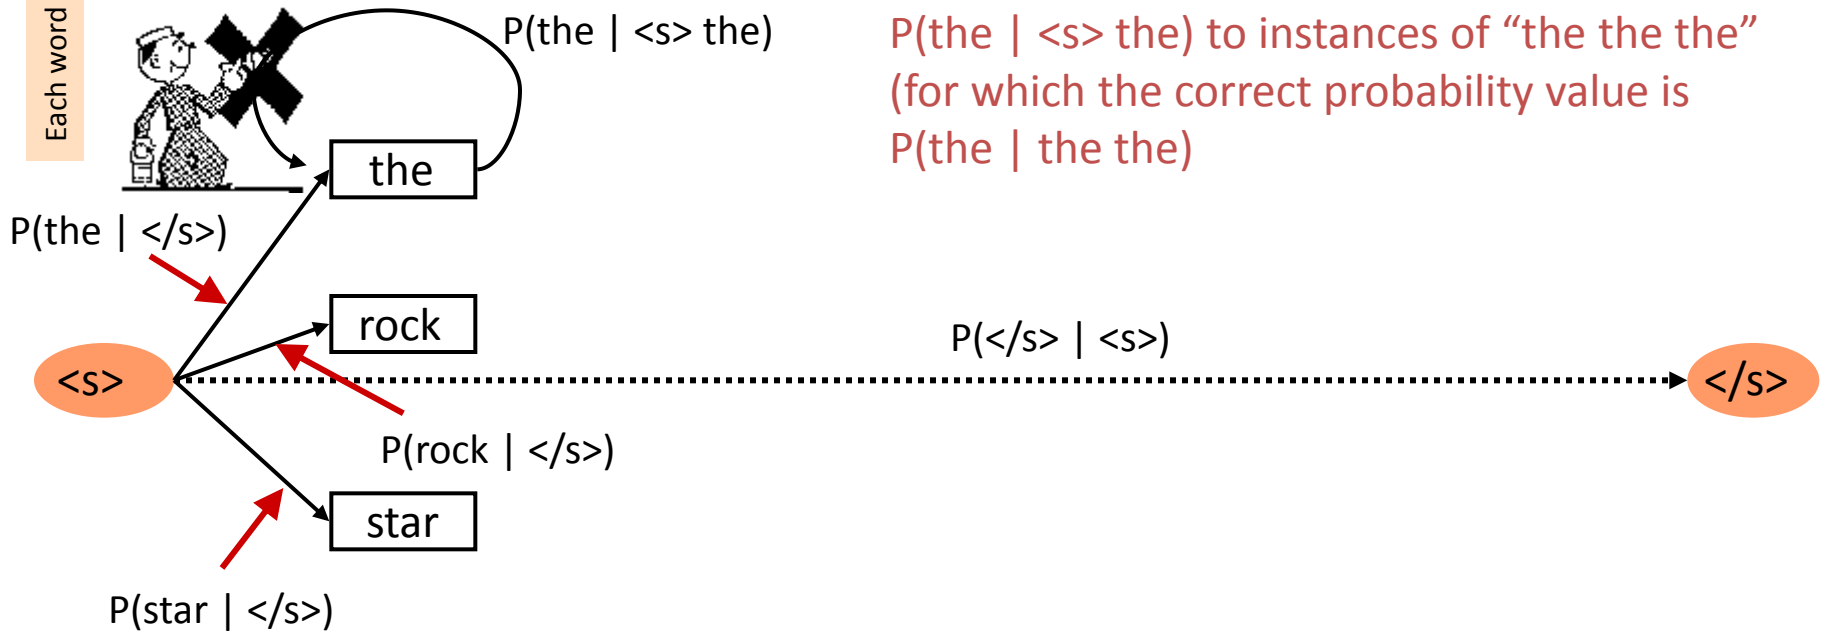 Each word
P(the | <s> the)
P(the | <s> the) to instances of “the the the”
(for which the correct probability value is
P(the | the the)
the
P(the | </s>)
rock
P(</s> | <s>)
<s>
</s>
P(rock | </s>)
star
P(star | </s>)